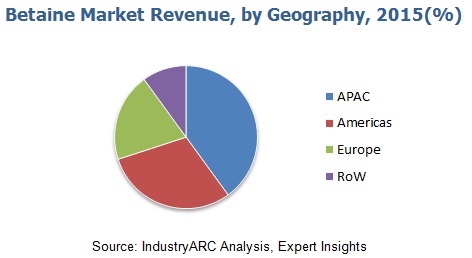 Betaine Market Revenue, by Geography, 2015(%)
APAC
Americas
Europe
RoW
Source: IndustryARC Analysis, Expert Insights